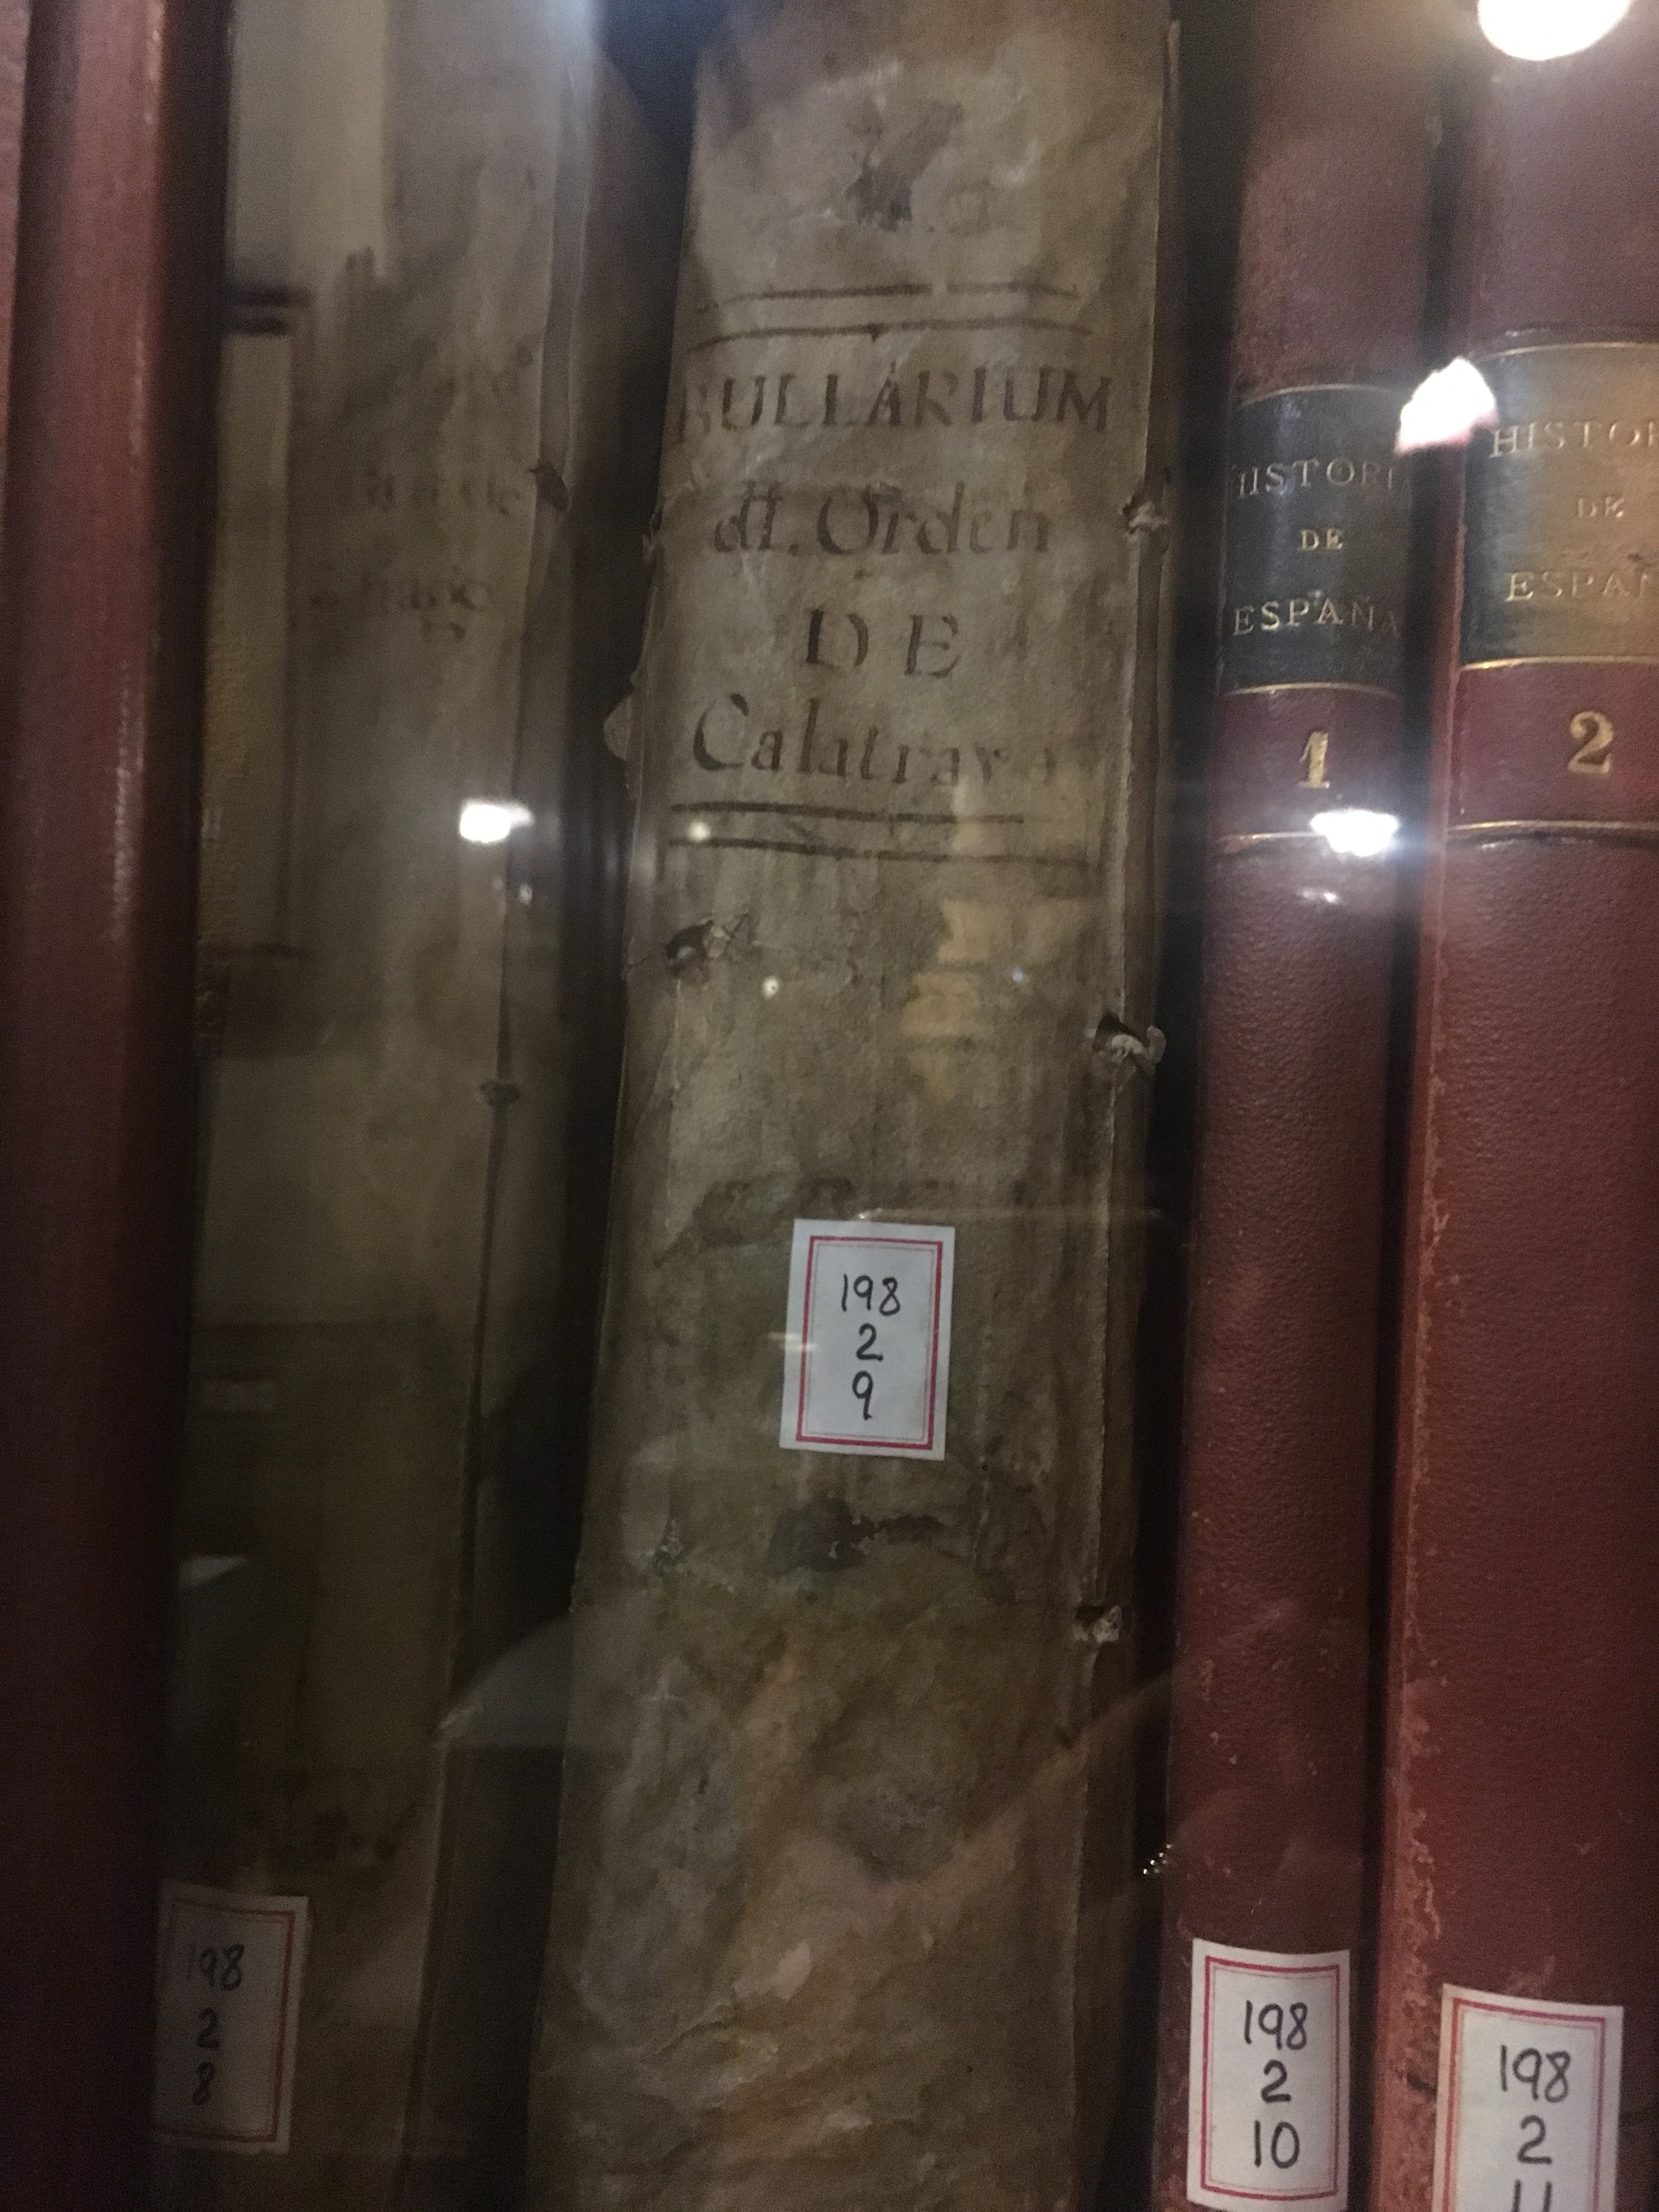 BULLARIUM
dl. Orden
DE
Calatrava
198
2
9
HISTORI
DE
ESPAÑA
1
198
2
10
HISTOR
DE
ESPAÑ
2
198
2
11
198
2
8